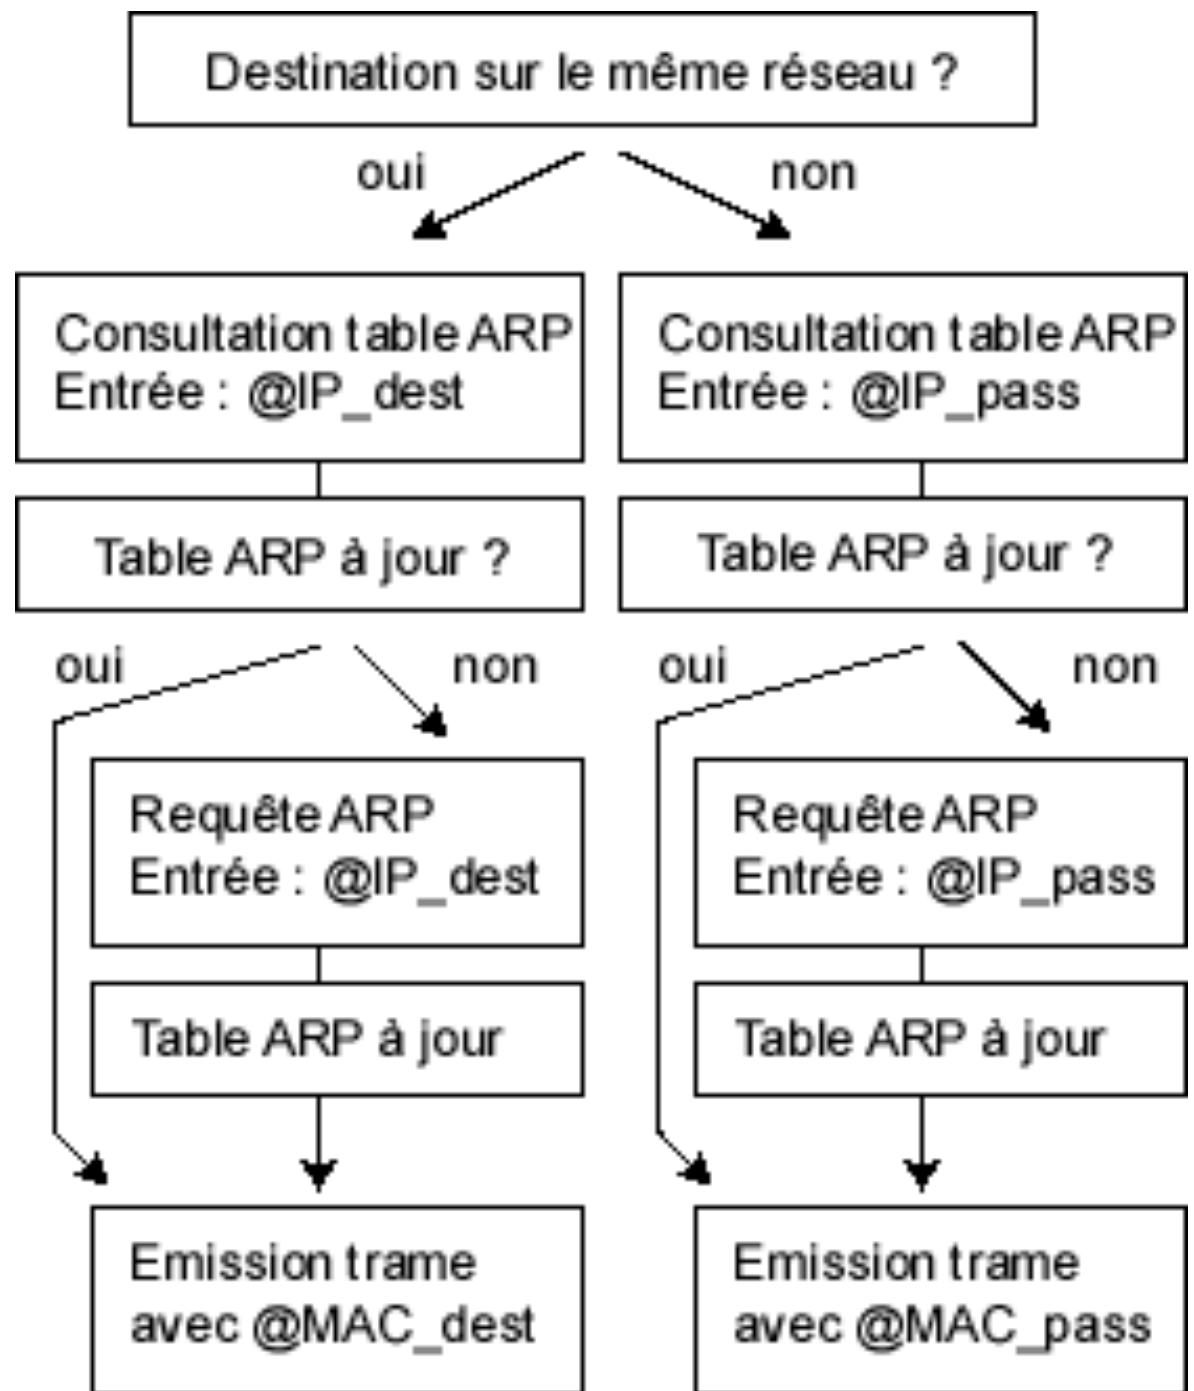 Destination sur le même réseau ?
oui
non
Consultation table ARP
Entrée : @IP_dest
Consultation table ARP
Entrée : @IP_pass
Table ARP à jour ?
Table ARP à jour ?
oui
non
oui
non
Requête ARP
Entrée : @IP_dest
Requête ARP
Entrée : @IP_pass
Table ARP à jour
Table ARP à jour
Emission trame
avec @MAC_dest
Emission trame
avec @MAC_pass